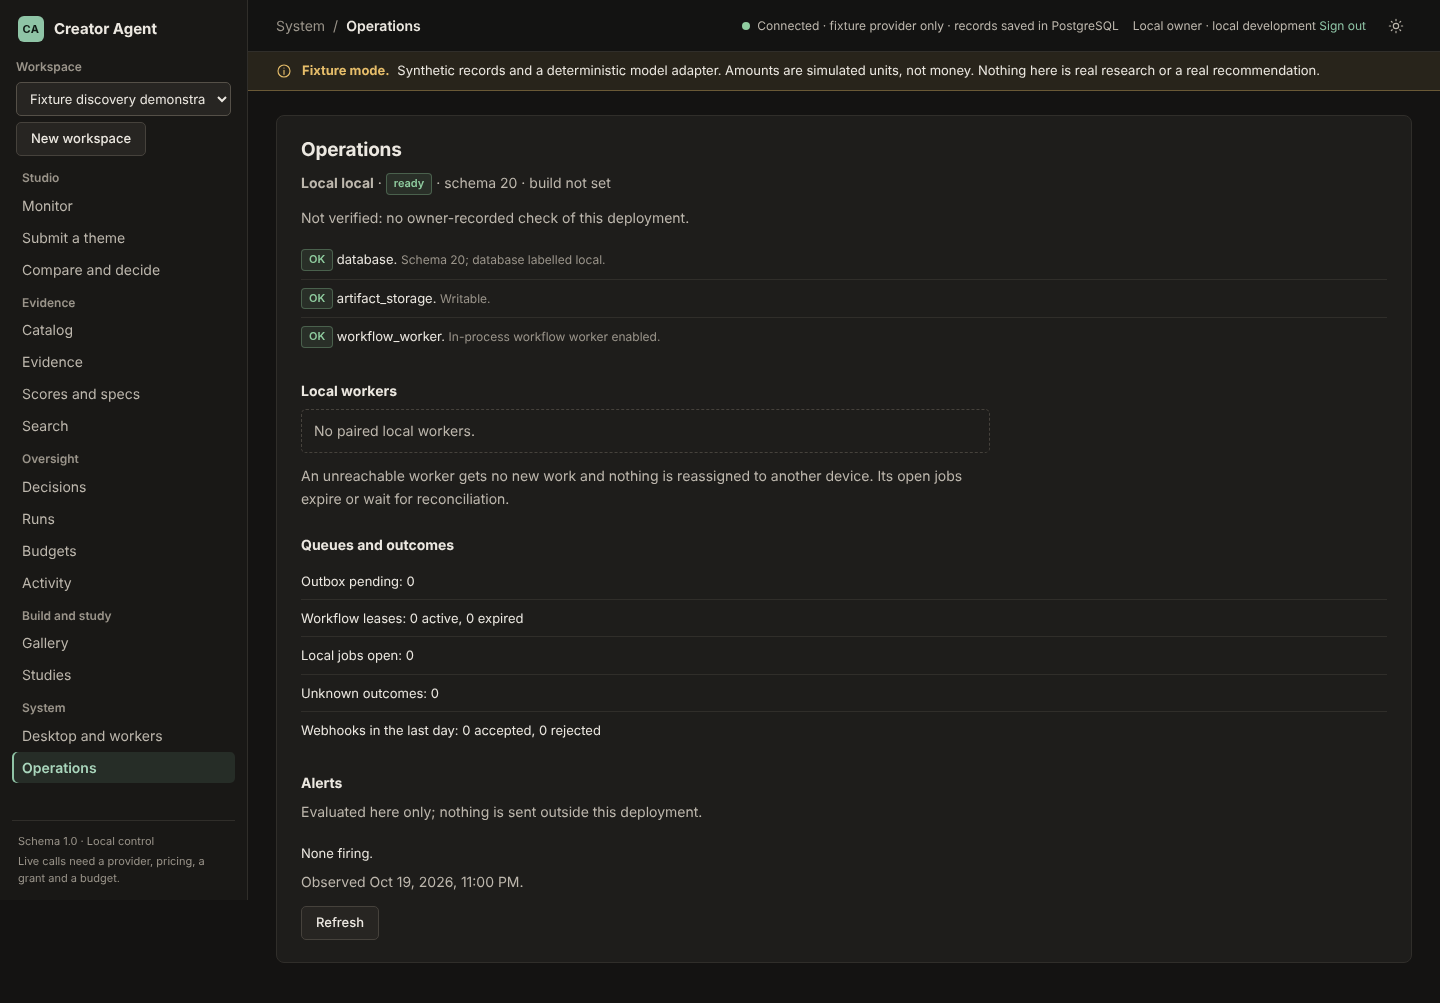 CA Creator Agent
Workspace
Fixture discovery demonstra
New workspace
Studio
Monitor
Submit a theme
Compare and decide
Evidence
Catalog
Evidence
Scores and specs
Search
Oversight
Decisions
Runs
Budgets
Activity
Build and study
Gallery
Studies
System
Desktop and workers
Operations
Schema 1.0 · Local control
Live calls need a provider, pricing, a
grant and a budget.
System / Operations
Connected · fixture provider only · records saved in PostgreSQL Local owner · local development Sign out
Fixture mode. Synthetic records and a deterministic model adapter. Amounts are simulated units, not money. Nothing here is real research or a real recommendation.
Operations
Local local · ready · schema 20 · build not set
Not verified: no owner-recorded check of this deployment.
OK database. Schema 20; database labelled local.
OK artifact_storage. Writable.
OK workflow_worker. In-process workflow worker enabled.
Local workers
No paired local workers.
An unreachable worker gets no new work and nothing is reassigned to another device. Its open jobs
expire or wait for reconciliation.
Queues and outcomes
Outbox pending: 0
Workflow leases: 0 active, 0 expired
Local jobs open: 0
Unknown outcomes: 0
Webhooks in the last day: 0 accepted, 0 rejected
Alerts
Evaluated here only; nothing is sent outside this deployment.
None firing.
Observed Oct 19, 2026, 11:00 PM.
Refresh